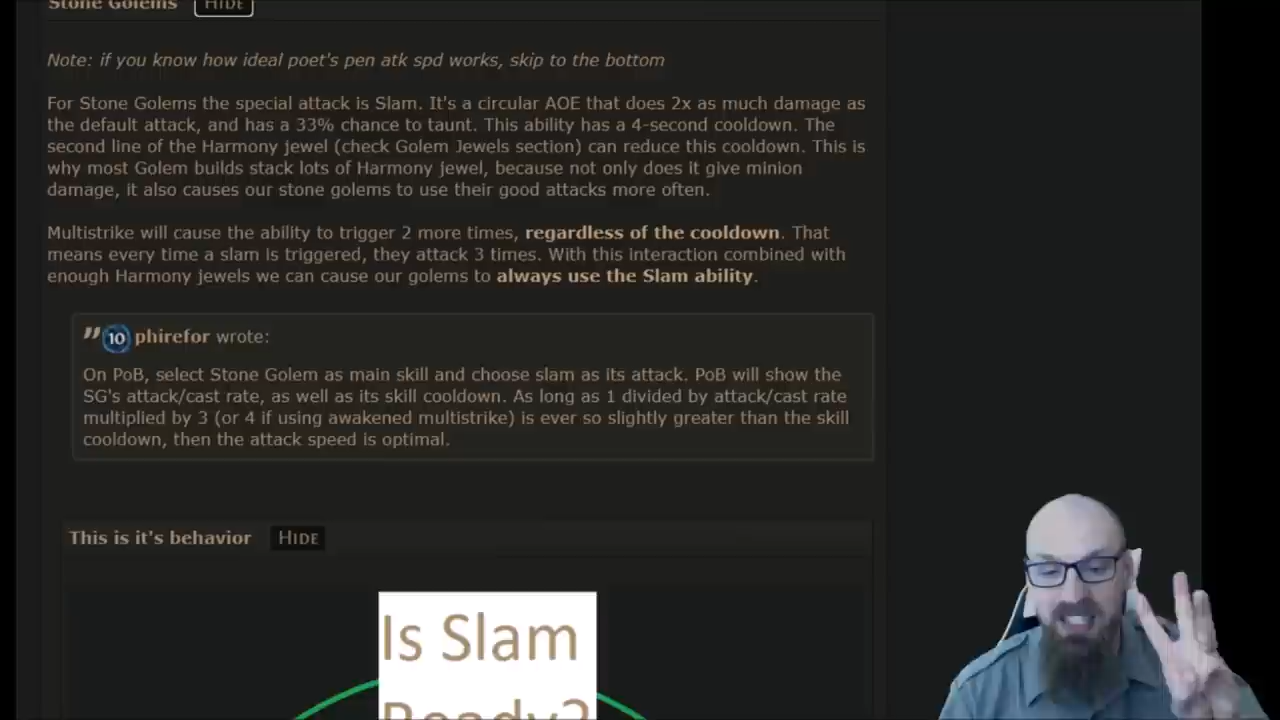 Stone Golems HIDE
Note: if you know how ideal poet's pen atk spd works, skip to the bottom
For Stone Golems the special attack is Slam. It's a circular AOE that does 2x as much damage as
the default attack, and has a 33% chance to taunt. This ability has a 4-second cooldown. The
second line of the Harmony jewel (check Golem Jewels section) can reduce this cooldown. This is
why most Golem builds stack lots of Harmony jewel, because not only does it give minion
damage, it also causes our stone golems to use their good attacks more often.
Multistrike will cause the ability to trigger 2 more times, regardless of the cooldown. That
means every time a slam is triggered, they attack 3 times. With this interaction combined with
enough Harmony jewels we can cause our golems to always use the Slam ability.
" 10 phirefor wrote:
On PoB, select Stone Golem as main skill and choose slam as its attack. PoB will show the
SG's attack/cast rate, as well as its skill cooldown. As long as 1 divided by attack/cast rate
multiplied by 3 (or 4 if using awakened multistrike) is ever so slightly greater than the skill
cooldown, then the attack speed is optimal.
This is it's behavior HIDE
Is Slam
Ready?